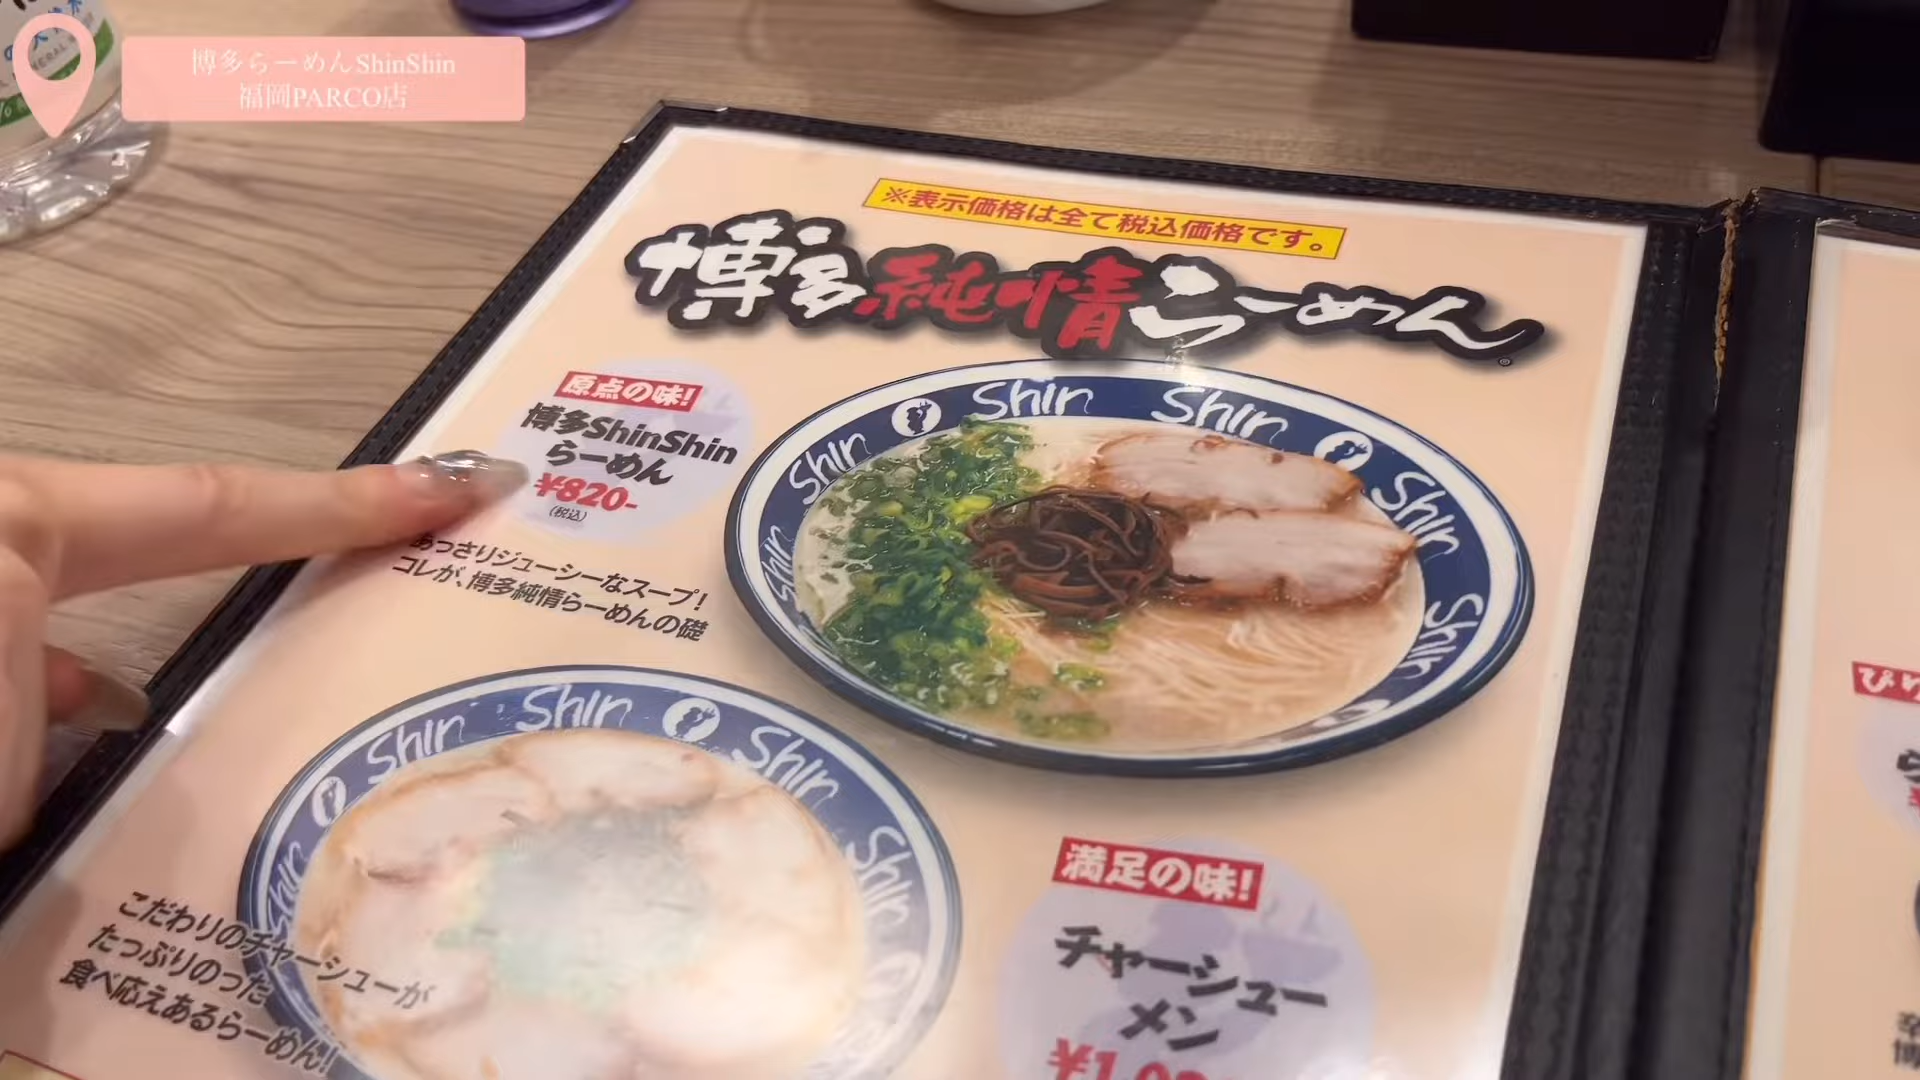 博多らーめんShinShin
福岡PARCO店
※表示価格は全て税込価格です。
博多純情らーめん
原点の味!
博多ShinShin
らーめん
¥820-
(税込)
あっさりジューシーなスープ!
コレが、博多純情らーめんの礎
Shin Shin Shin Shin Shin Shin
Shin Shin Shin Shin Shin
こだわりのチャーシューが
たっぷりのった
食べ応えあるらーめん!
満足の味!
チャーシュー
メン